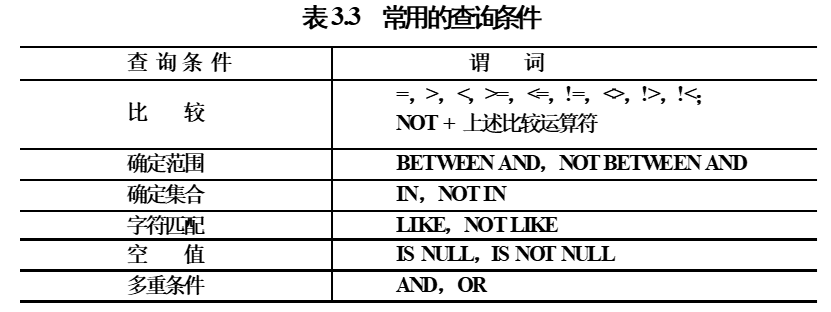 表3.3 常用的查询条件
查 询 条 件 谓 词
比 较 =, >, <, >=, <=, !=, <>, !>, !<;
NOT + 上述比较运算符
确定范围 BETWEEN AND, NOT BETWEEN AND
确定集合 IN, NOT IN
字符匹配 LIKE, NOT LIKE
空 值 IS NULL, IS NOT NULL
多重条件 AND, OR